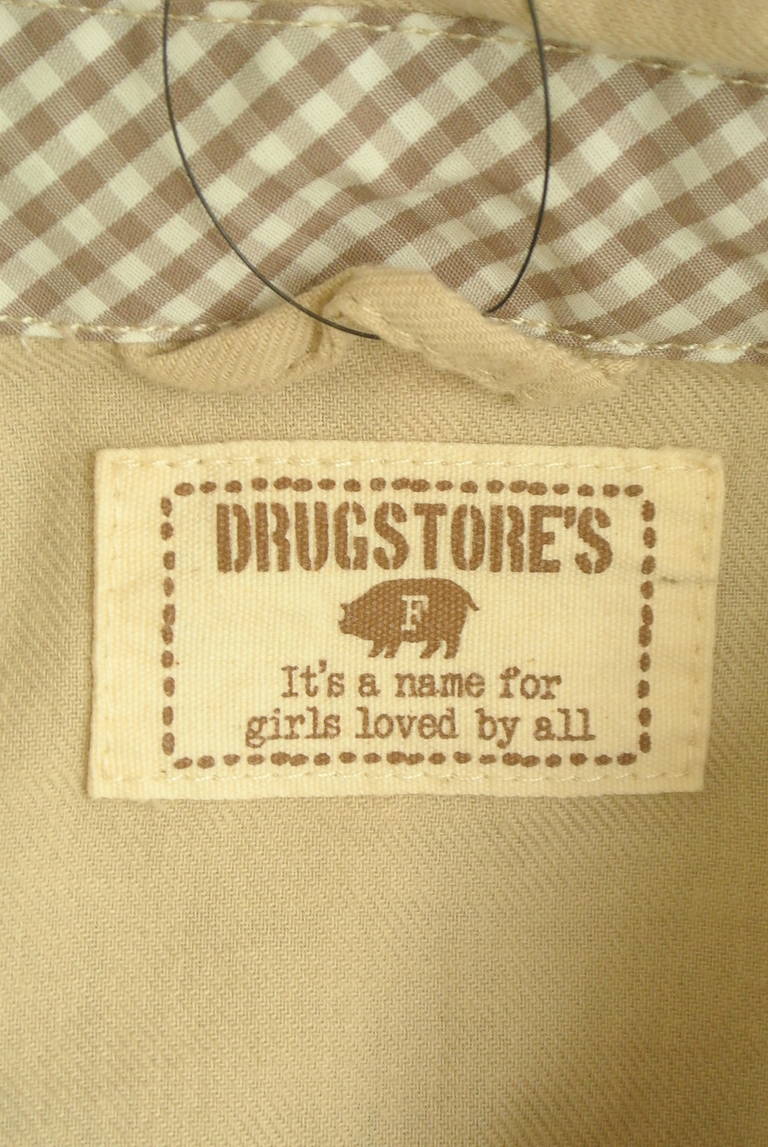 DRUGSTORE'S
F
It's a name for
girls loved by all